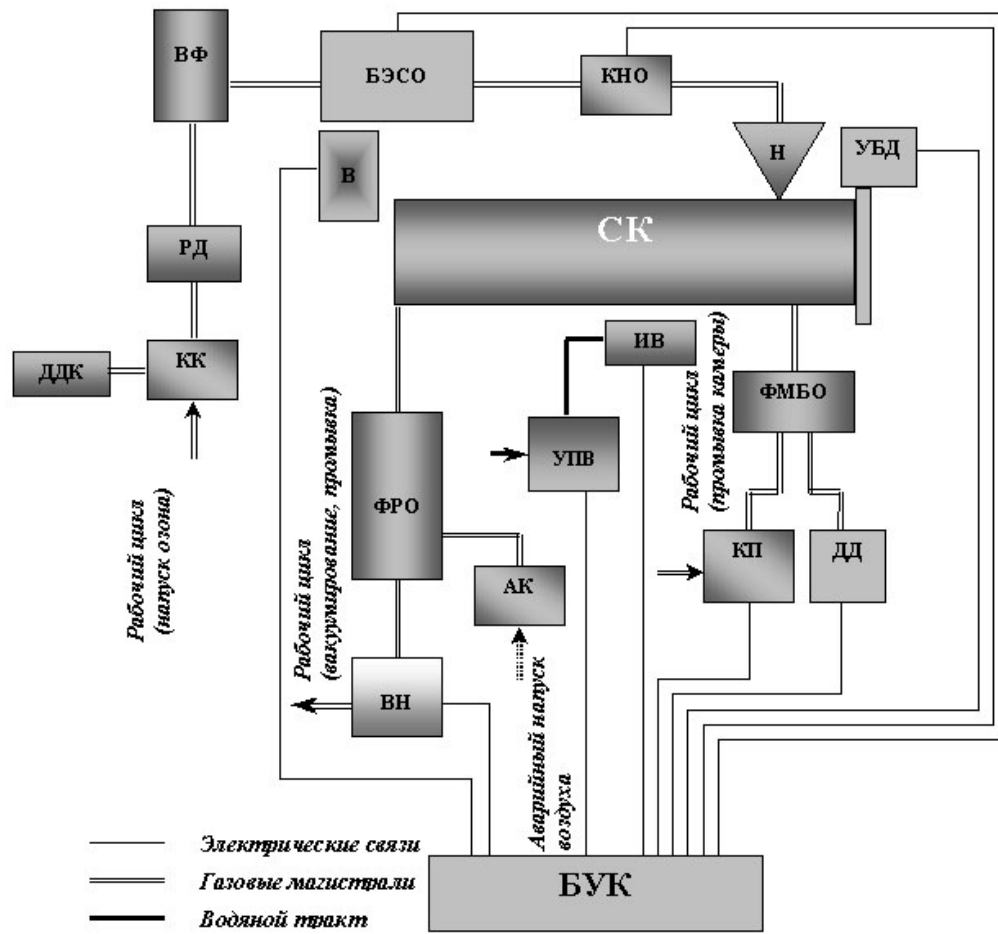 ВФ
БЭСО
КНО
Н
УБД
В
СК
РД
ИВ
КК
ДДК
ФМБО
УПВ
ФРО
КП
ДД
АК
ВН
Рабочий цикл
(напуск озона)
Рабочий цикл
(вакуумирование, промывка)
Рабочий цикл
(промывка камеры)
Аварийный напуск
воздуха
БУК
Электрические связи
Газовые магистрали
Водяной тракт